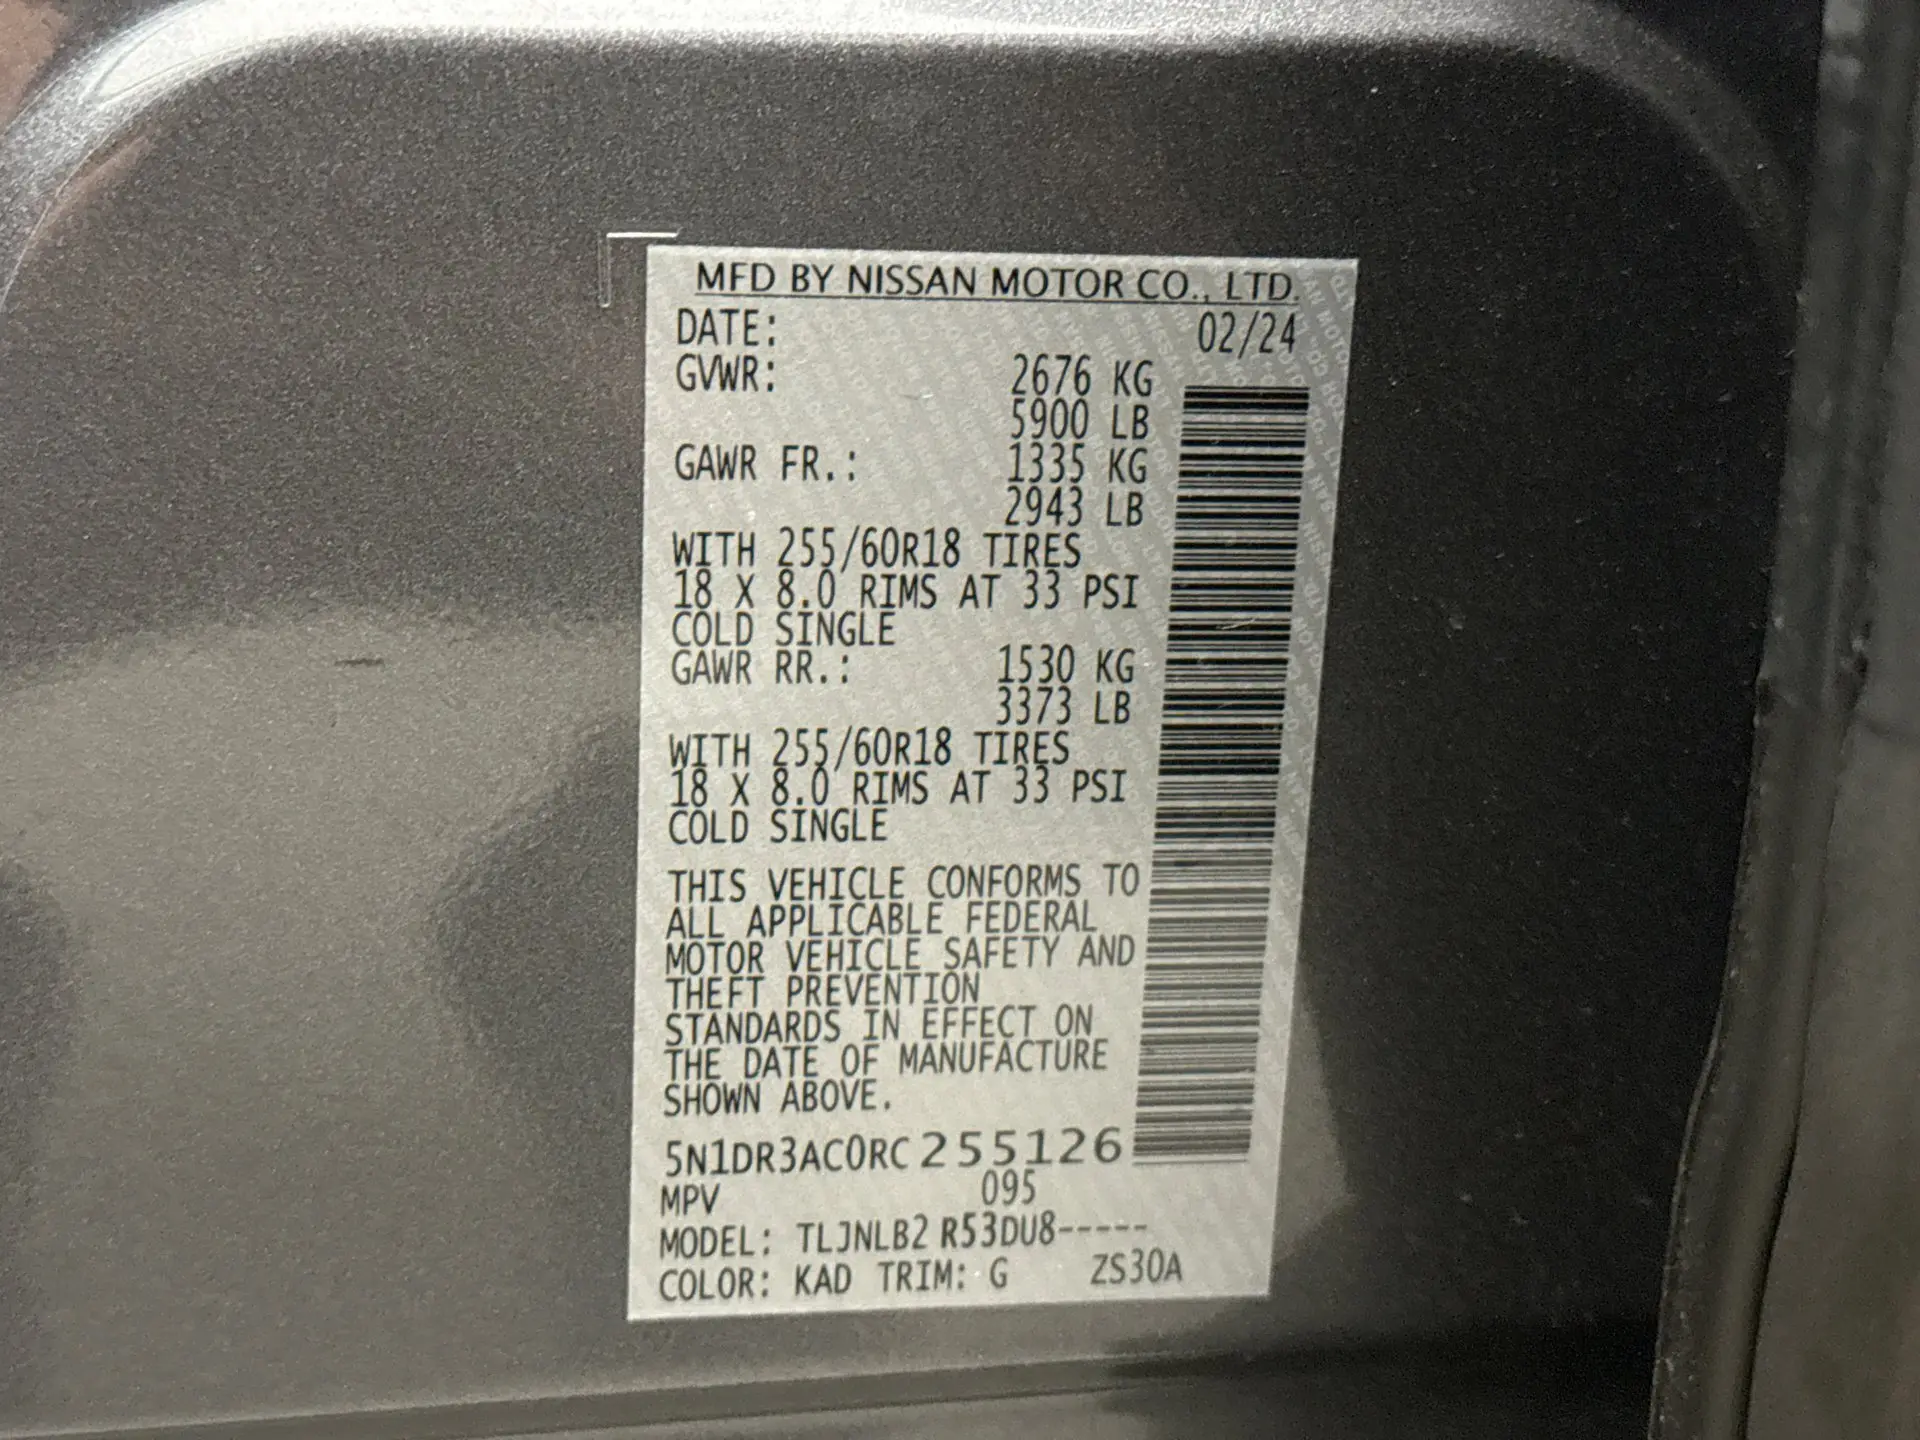 MFD BY NISSAN MOTOR CO., LTD.
DATE: 02/24
GVWR: 2676 KG
5900 LB
GAWR FR.: 1335 KG
2943 LB
WITH 255/60R18 TIRES
18 X 8.0 RIMS AT 33 PSI
COLD SINGLE
GAWR RR.: 1530 KG
3373 LB
WITH 255/60R18 TIRES
18 X 8.0 RIMS AT 33 PSI
COLD SINGLE
THIS VEHICLE CONFORMS TO
ALL APPLICABLE FEDERAL
MOTOR VEHICLE SAFETY AND
THEFT PREVENTION
STANDARDS IN EFFECT ON
THE DATE OF MANUFACTURE
SHOWN ABOVE.
5N1DR3AC0RC255126
MPV 095
MODEL: TLJNLB2 R53DU8-----
COLOR: KAD TRIM: G ZS30A